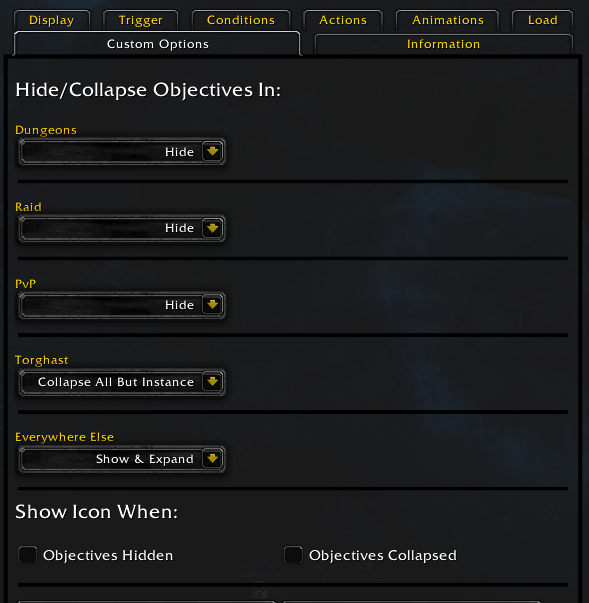 Display Trigger Conditions Actions Animations Load
Custom Options Information
Hide/Collapse Objectives In:
Dungeons
Hide
Raid
Hide
PvP
Hide
Torghast
Collapse All But Instance
Everywhere Else
Show & Expand
Show Icon When:
Objectives Hidden Objectives Collapsed